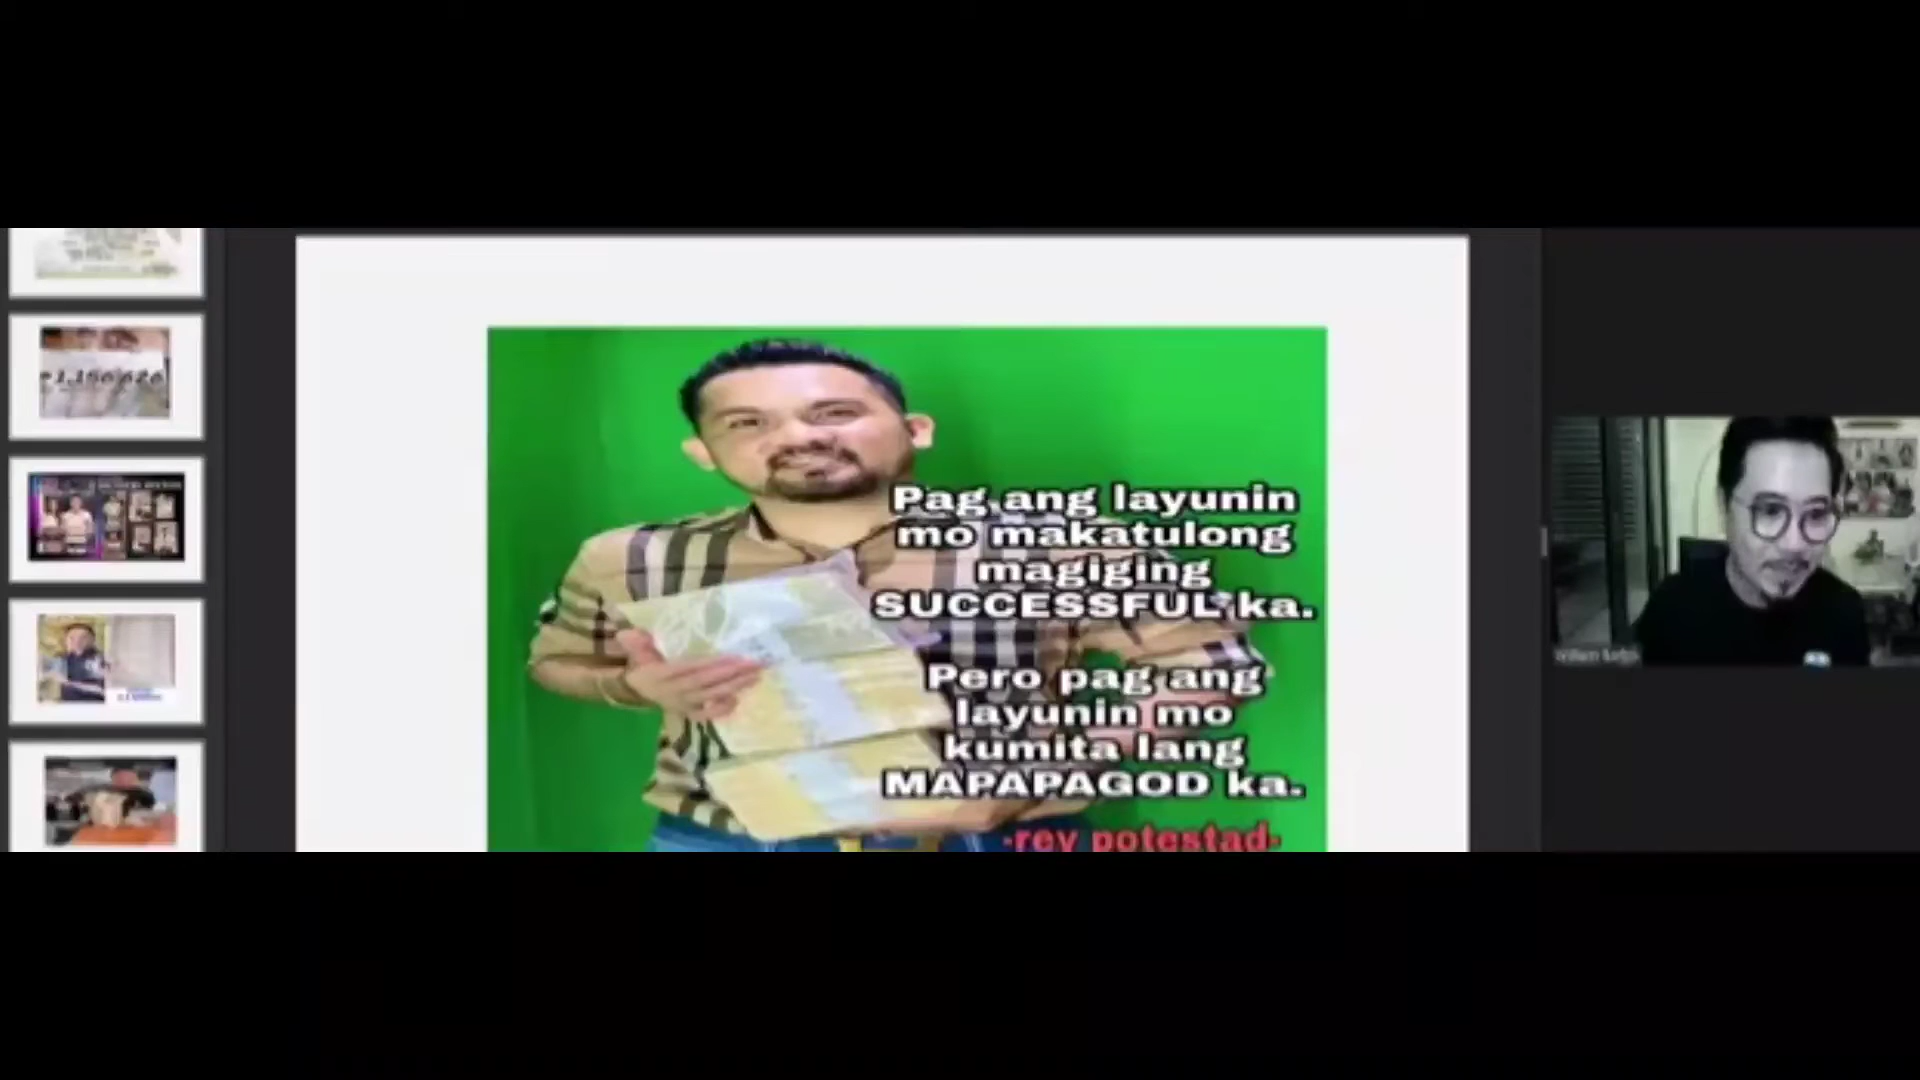 Pag ang layunin
mo makatulong
magiging
SUCCESSFUL ka.
Pero pag ang
layunin mo
kumita lang
MAPAPAGOD ka.
-rey potestad-